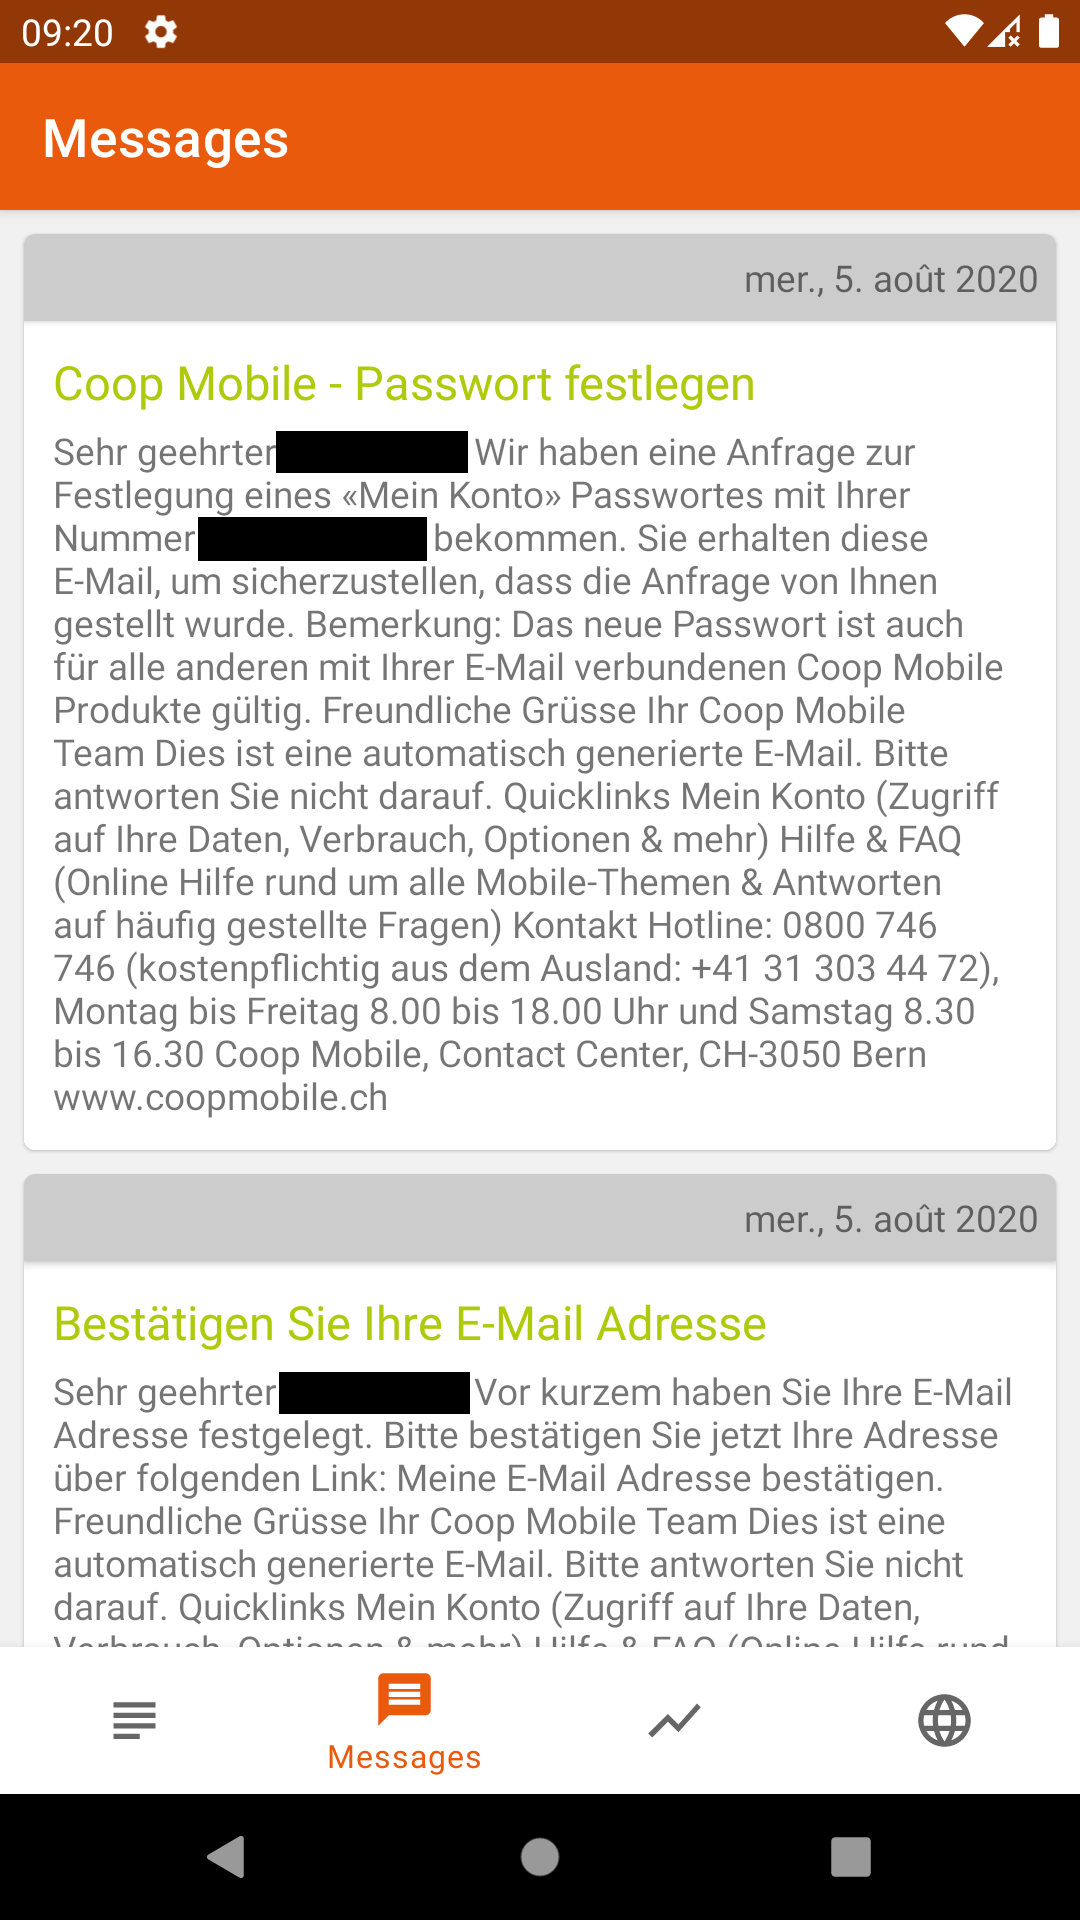 09:20
Messages
mer., 5. août 2020
Coop Mobile - Passwort festlegen
Sehr geehrter Wir haben eine Anfrage zur
Festlegung eines «Mein Konto» Passwortes mit Ihrer
Nummer bekommen. Sie erhalten diese
E-Mail, um sicherzustellen, dass die Anfrage von Ihnen
gestellt wurde. Bemerkung: Das neue Passwort ist auch
für alle anderen mit Ihrer E-Mail verbundenen Coop Mobile
Produkte gültig. Freundliche Grüsse Ihr Coop Mobile
Team Dies ist eine automatisch generierte E-Mail. Bitte
antworten Sie nicht darauf. Quicklinks Mein Konto (Zugriff
auf Ihre Daten, Verbrauch, Optionen & mehr) Hilfe & FAQ
(Online Hilfe rund um alle Mobile-Themen & Antworten
auf häufig gestellte Fragen) Kontakt Hotline: 0800 746
746 (kostenpflichtig aus dem Ausland: +41 31 303 44 72),
Montag bis Freitag 8.00 bis 18.00 Uhr und Samstag 8.30
bis 16.30 Coop Mobile, Contact Center, CH-3050 Bern
www.coopmobile.ch
mer., 5. août 2020
Bestätigen Sie Ihre E-Mail Adresse
Sehr geehrter Vor kurzem haben Sie Ihre E-Mail
Adresse festgelegt. Bitte bestätigen Sie jetzt Ihre Adresse
über folgenden Link: Meine E-Mail Adresse bestätigen.
Freundliche Grüsse Ihr Coop Mobile Team Dies ist eine
automatisch generierte E-Mail. Bitte antworten Sie nicht
darauf. Quicklinks Mein Konto (Zugriff auf Ihre Daten,
Verbrauch, Optionen & mehr) Hilfe & FAQ (Online Hilfe rund
Messages